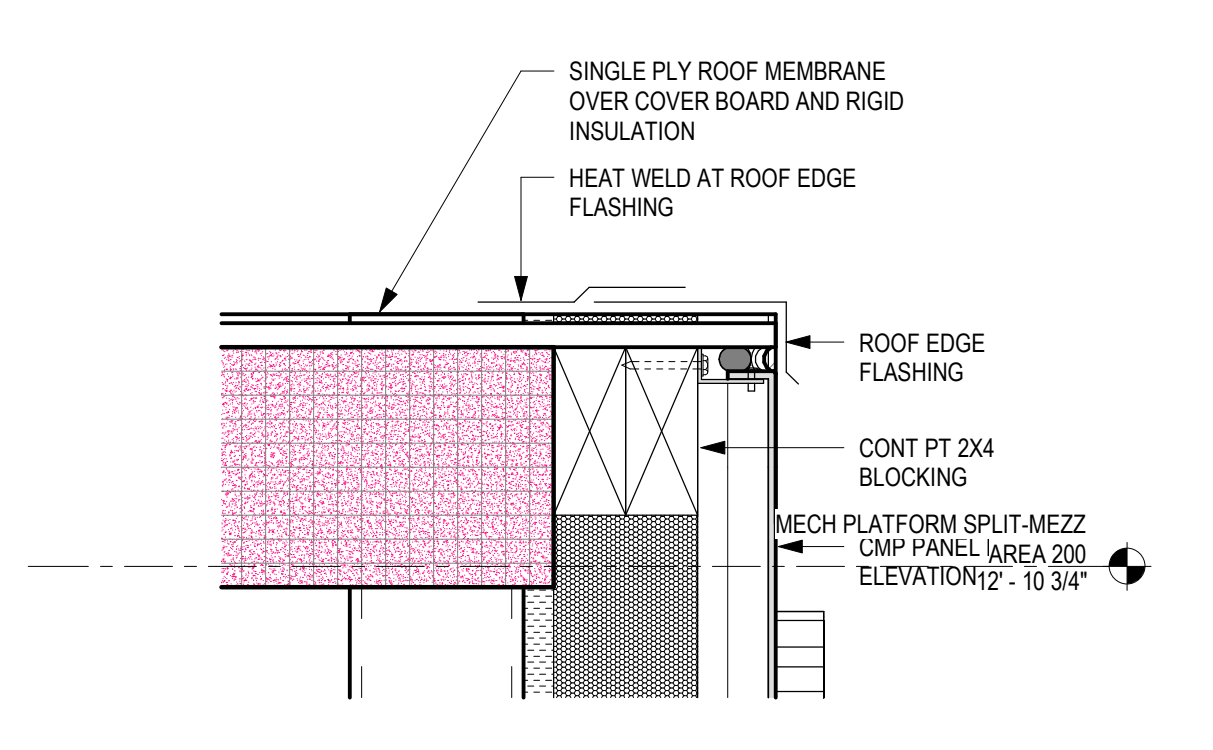 SINGLE PLY ROOF MEMBRANE
OVER COVER BOARD AND RIGID
INSULATION
HEAT WELD AT ROOF EDGE
FLASHING
ROOF EDGE
FLASHING
CONT PT 2X4
BLOCKING
MECH PLATFORM SPLIT-MEZZ
CMP PANEL
AREA 200
ELEVATION
12' - 10 3/4"